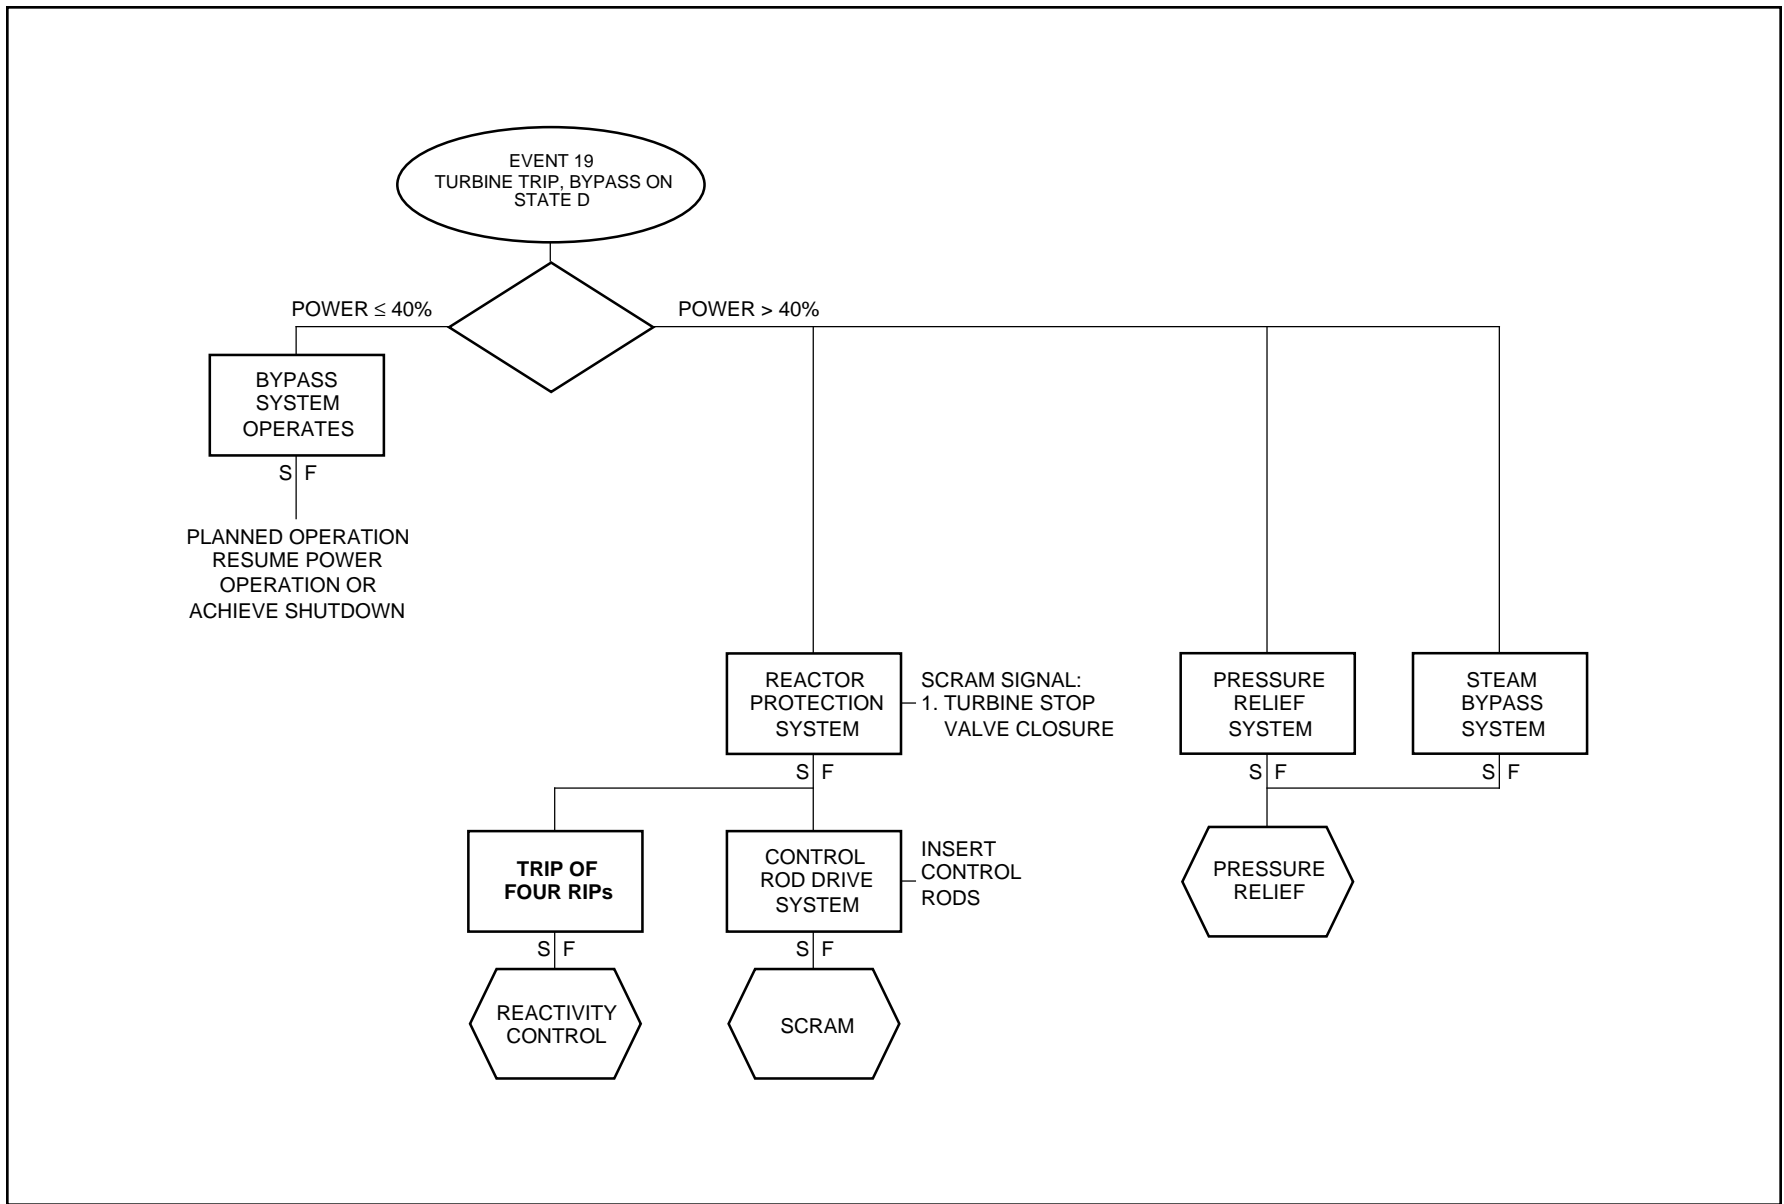 EVENT 19
TURBINE TRIP, BYPASS ON
STATE D
POWER ≤ 40%
POWER > 40%
BYPASS
SYSTEM
OPERATES
S F
PLANNED OPERATION
RESUME POWER
OPERATION OR
ACHIEVE SHUTDOWN
REACTOR
PROTECTION
SYSTEM
SCRAM SIGNAL:
1. TURBINE STOP
VALVE CLOSURE
PRESSURE
RELIEF
SYSTEM
STEAM
BYPASS
SYSTEM
S F
S F
S F
TRIP OF
FOUR RIPs
CONTROL
ROD DRIVE
SYSTEM
INSERT
CONTROL
RODS
PRESSURE
RELIEF
S F
S F
REACTIVITY
CONTROL
SCRAM